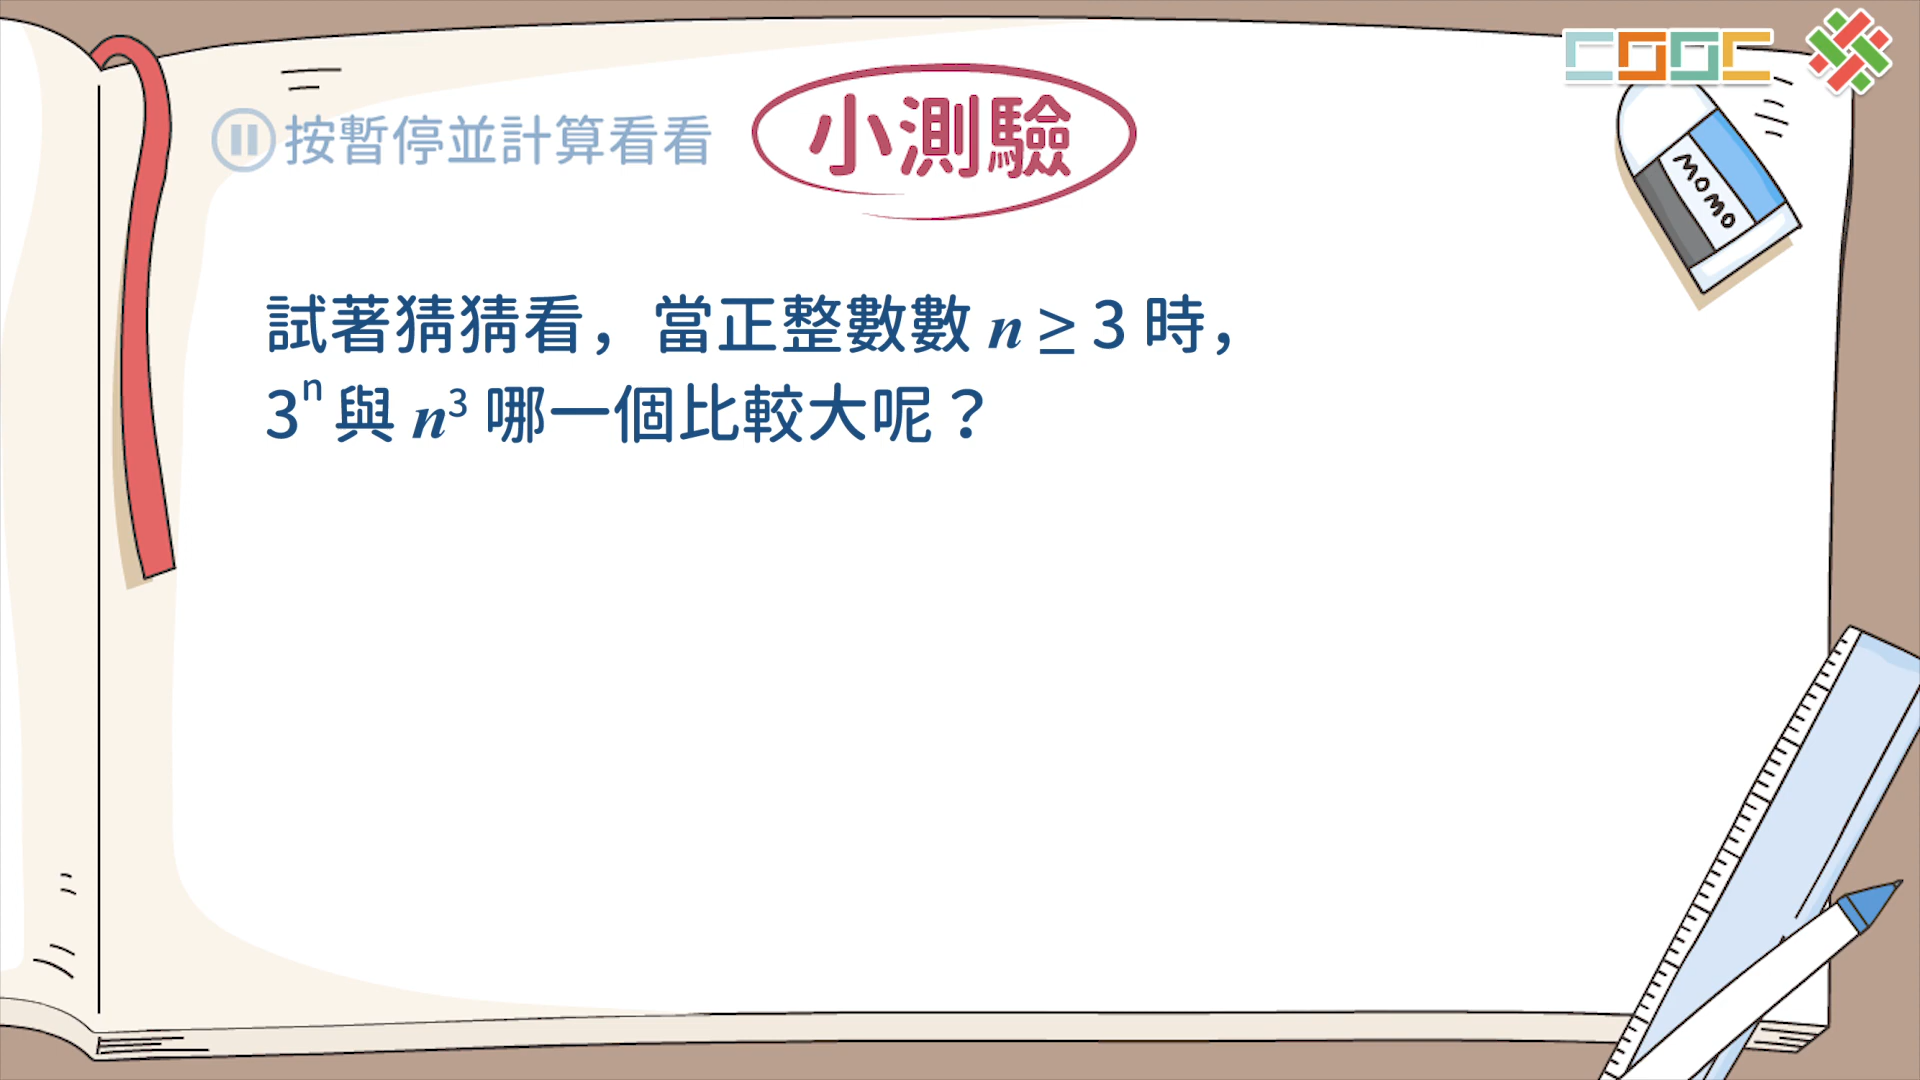 COOC
按暫停並計算看看
小測驗
MOMO
試著猜猜看，當正整數數 n ≥ 3 時，
3ⁿ 與 n³ 哪一個比較大呢？